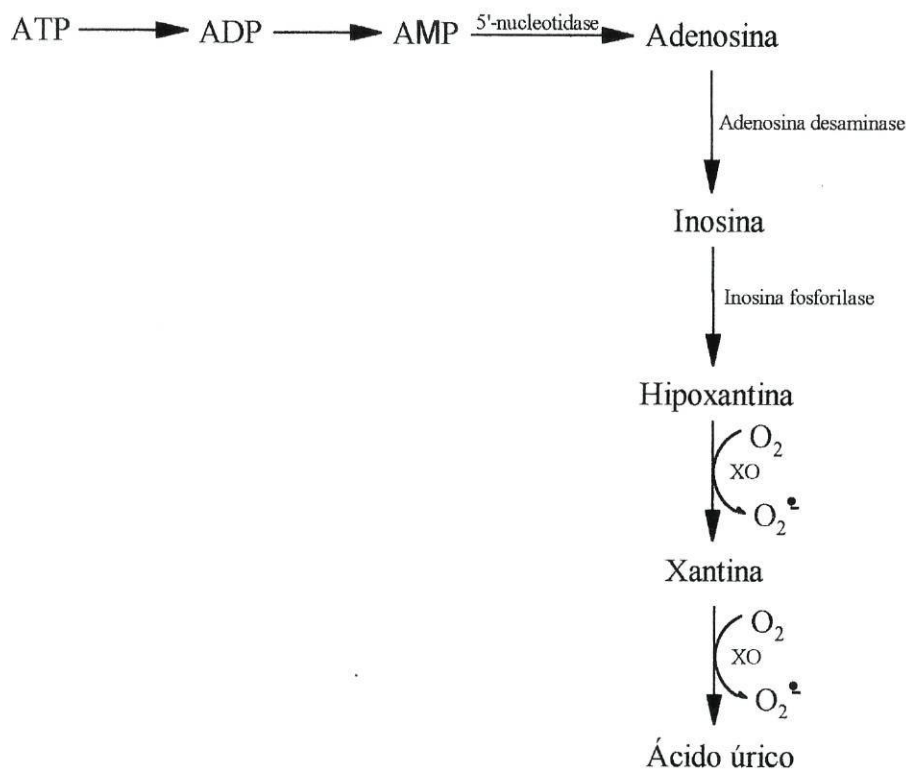 5'-nucleotidase
ATP ADP AMP Adenosina
Adenosina desaminase
Inosina
Inosina fosforilase
Hipoxantina
O₂
XO
O₂•-
Xantina
O₂
XO
O₂•-
Ácido úrico